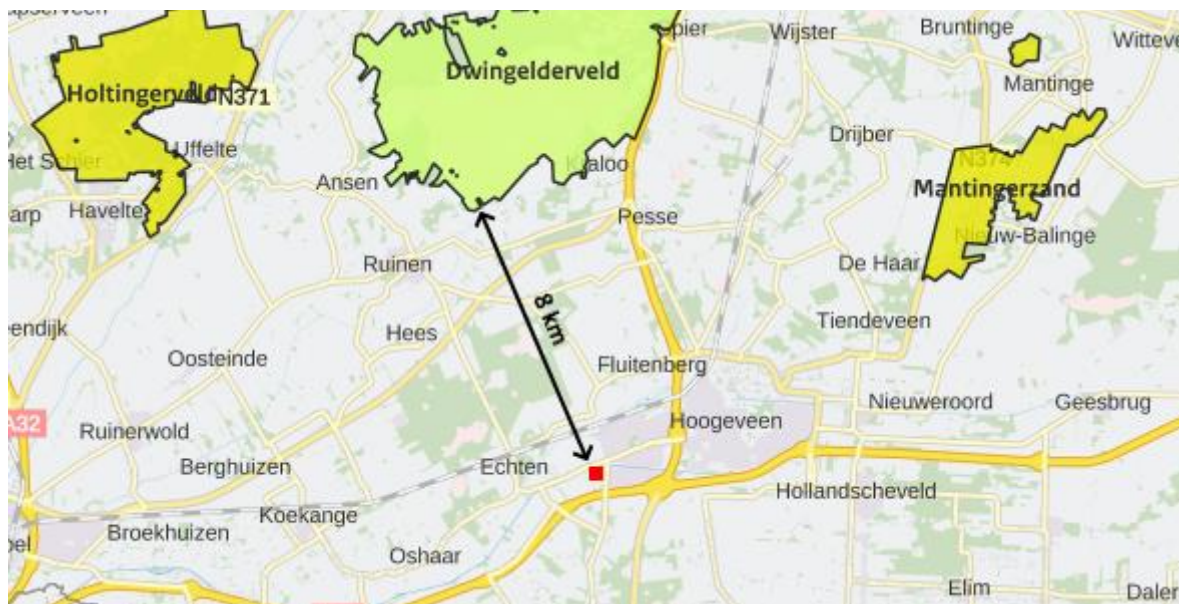 Spier
Wijster
Bruntinge
Mantinge
Dwingelderveld
Holtingerveld
N371
Uffelte
Het Schier
Drijber
N374
Mantingerzand
Ansen
Kraloo
Havelte
Pesse
Nieuw-Balinge
Ruinen
De Haar
8 km
Hees
Tiendeveen
Oosteinde
Fluitenberg
A32
Ruinerwold
Hoogeveen
Nieuweroord
Geesbrug
Berghuizen
Echten
Hollandscheveld
Koekange
Broekhuizen
Oshaar
Elim